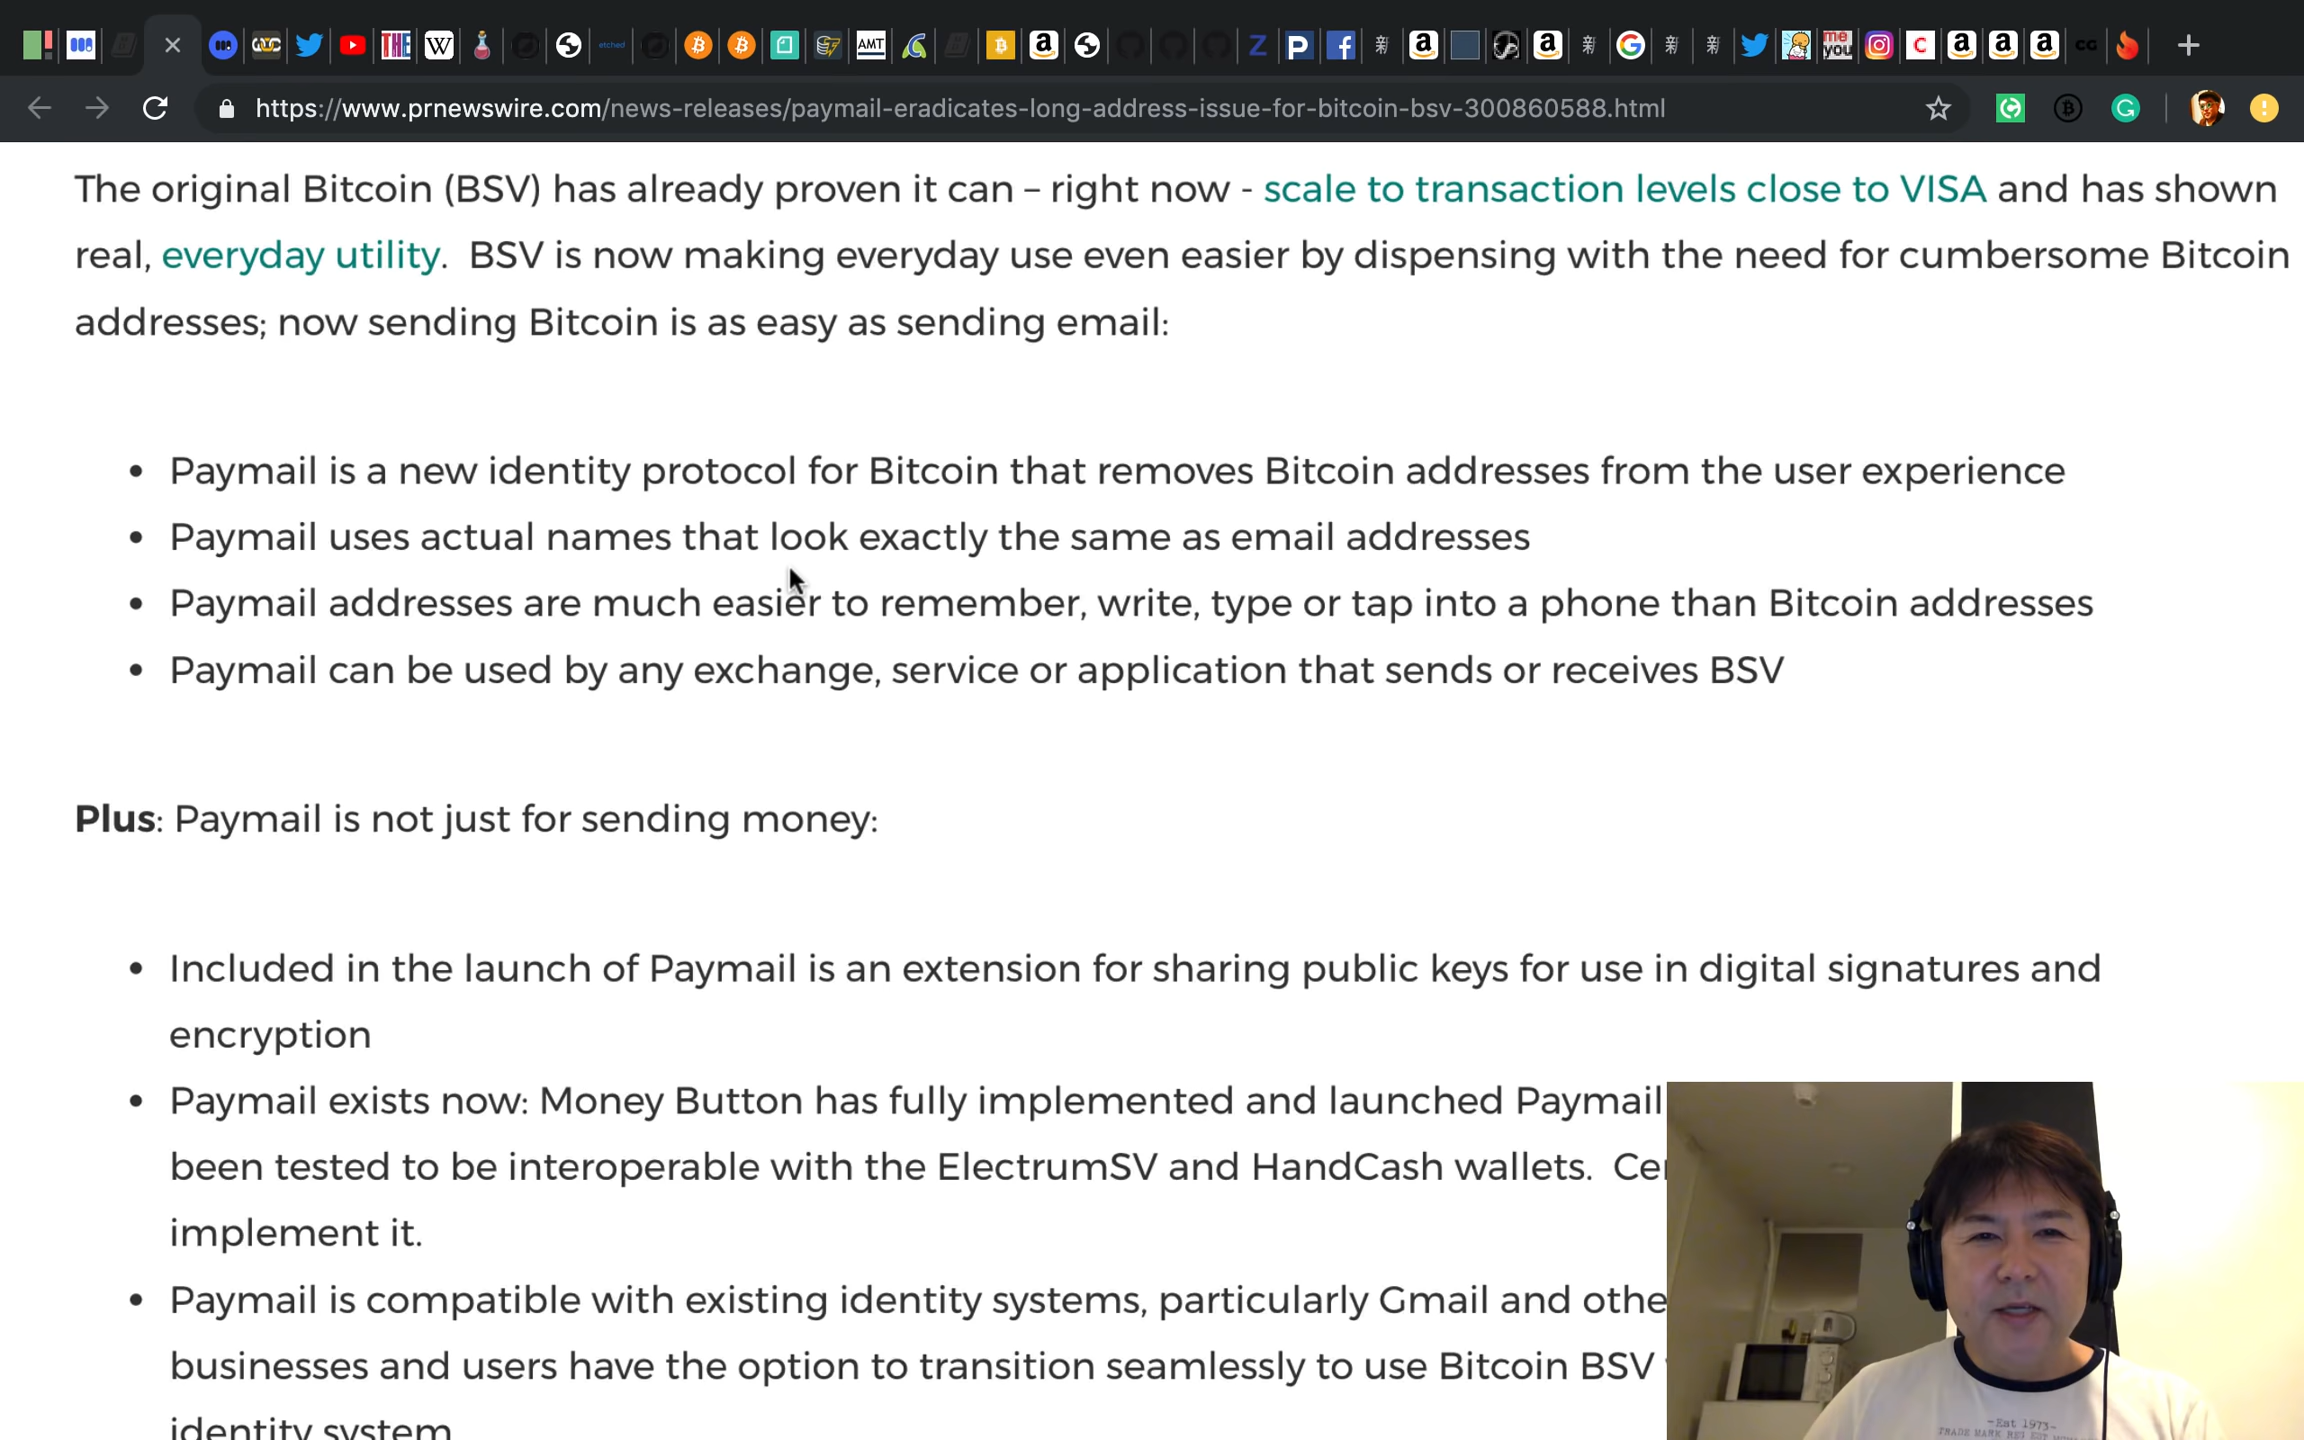 https://www.prnewswire.com/news-releases/paymail-eradicates-long-address-issue-for-bitcoin-bsv-300860588.html
The original Bitcoin (BSV) has already proven it can – right now - scale to transaction levels close to VISA and has shown
real, everyday utility.  BSV is now making everyday use even easier by dispensing with the need for cumbersome Bitcoin
addresses; now sending Bitcoin is as easy as sending email:
• Paymail is a new identity protocol for Bitcoin that removes Bitcoin addresses from the user experience
• Paymail uses actual names that look exactly the same as email addresses
• Paymail addresses are much easier to remember, write, type or tap into a phone than Bitcoin addresses
• Paymail can be used by any exchange, service or application that sends or receives BSV
Plus: Paymail is not just for sending money:
• Included in the launch of Paymail is an extension for sharing public keys for use in digital signatures and
encryption
• Paymail exists now: Money Button has fully implemented and launched Paymail
been tested to be interoperable with the ElectrumSV and HandCash wallets.
implement it.
• Paymail is compatible with existing identity systems, particularly Gmail and
businesses and users have the option to transition seamlessly to use Bitcoin BSV
identity system
-Est 1973-